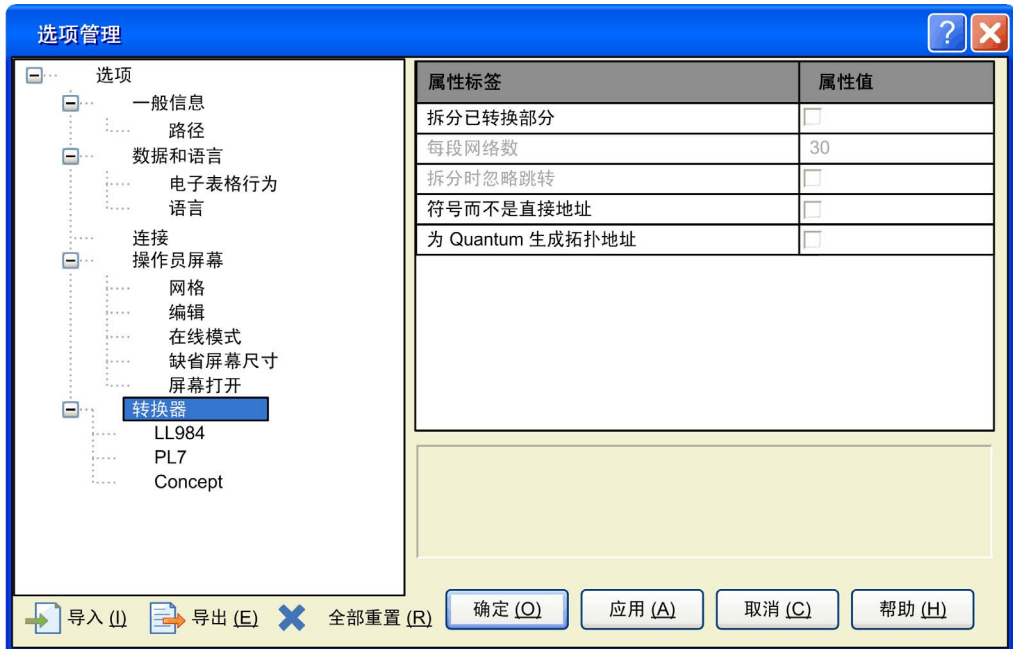 选项管理
选项
一般信息
路径
数据和语言
电子表格行为
语言
连接
操作员屏幕
网格
编辑
在线模式
缺省屏幕尺寸
屏幕打开
转换器
LL984
PL7
Concept
属性标签 属性值
拆分已转换部分
每段网络数 30
拆分时忽略跳转
符号而不是直接地址
为 Quantum 生成拓扑地址
导入 (I) 导出 (E) 全部重置 (R) 确定 (O) 应用 (A) 取消 (C) 帮助 (H)